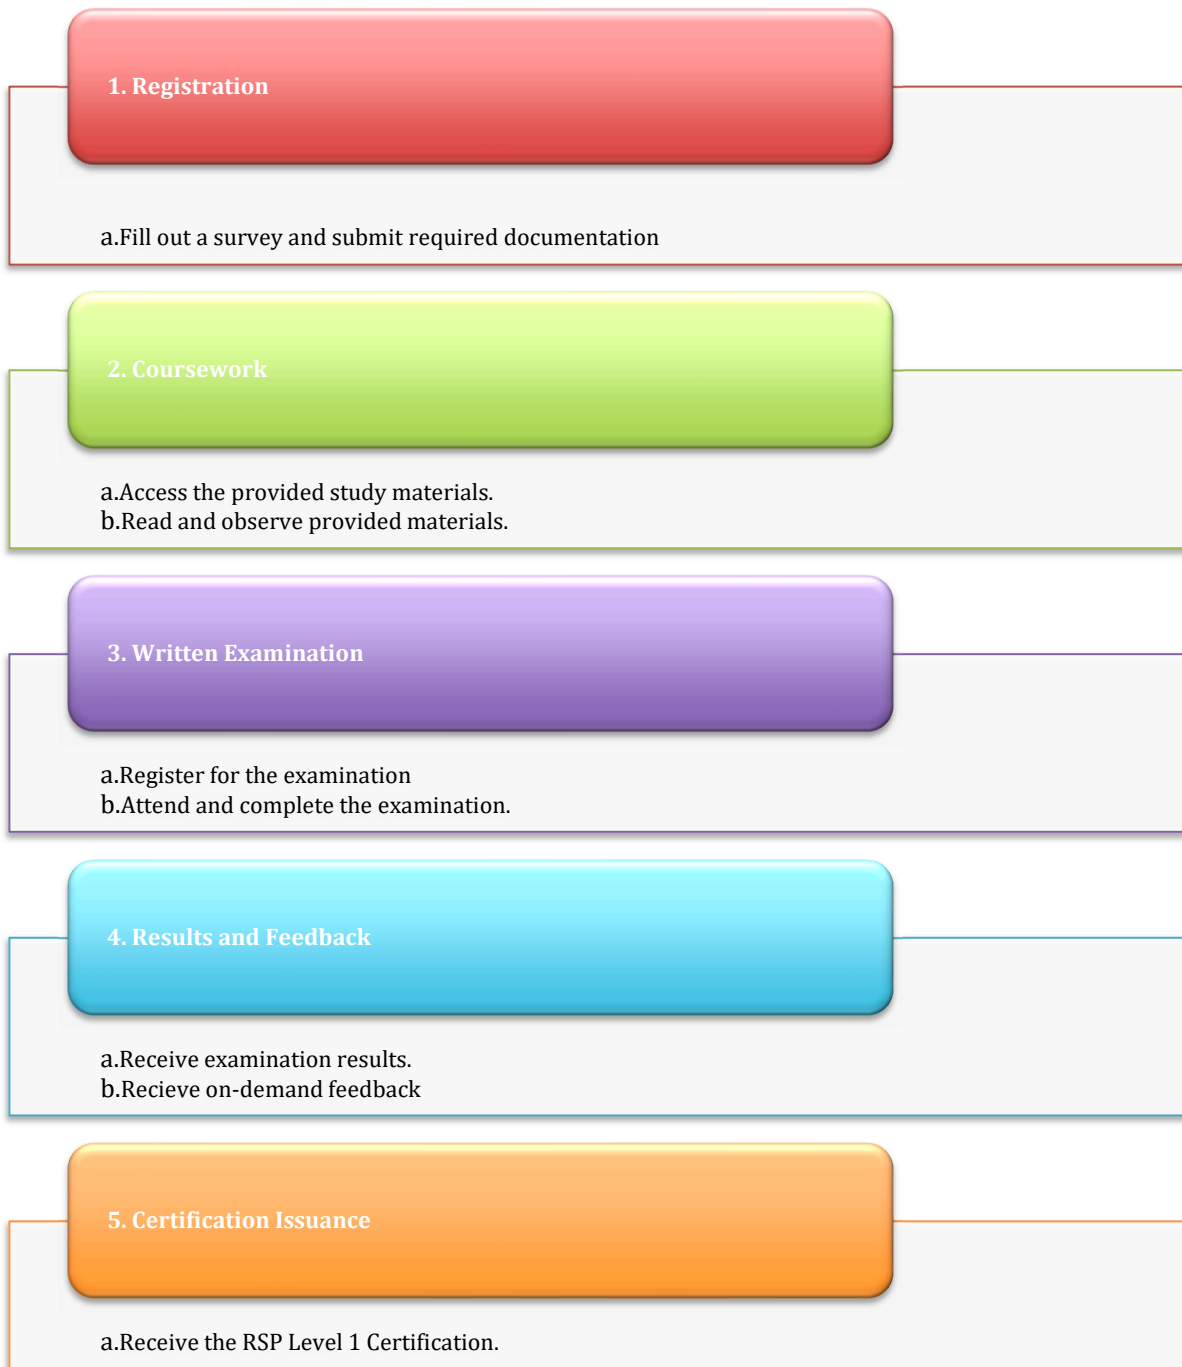 1. Registration
a.Fill out a survey and submit required documentation
2. Coursework
a.Access the provided study materials.
b.Read and observe provided materials.
3. Written Examination
a.Register for the examination
b.Attend and complete the examination.
4. Results and Feedback
a.Receive examination results.
b.Recieve on-demand feedback
5. Certification Issuance
a.Receive the RSP Level 1 Certification.